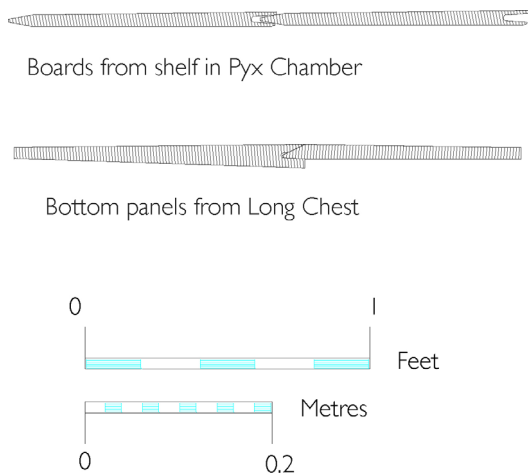 Boards from shelf in Pyx Chamber
Bottom panels from Long Chest
0 1
Feet
Metres
0 0.2